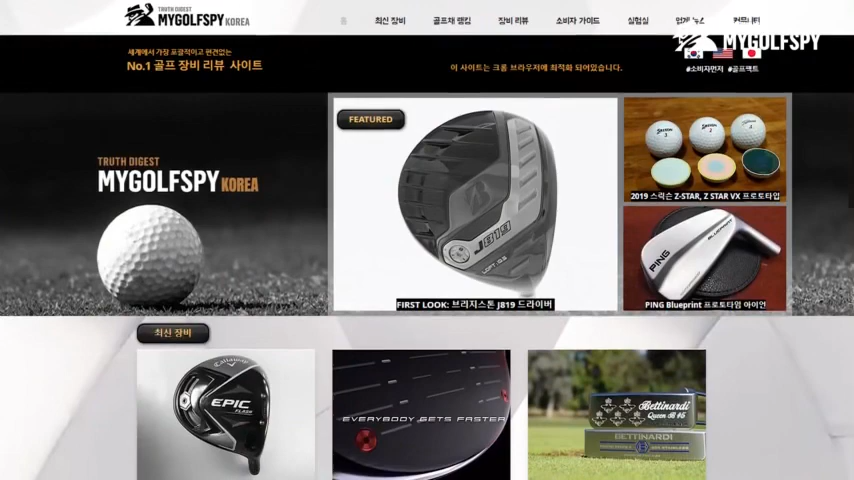 TRUTH DIGEST
MYGOLFSPY KOREA
홈 최신 장비 골프채 랭킹 장비 리뷰 소비자 가이드 실험실
MYGOLFSPY
세계에서 가장 포괄적이고 편견없는
No.1 골프 장비 리뷰 사이트
이 사이트는 크롬 브라우저에 최적화 되어있습니다.
#소비자먼저 #골프팩트
FEATURED
TRUTH DIGEST
MYGOLFSPY KOREA
J819
FIRST LOOK: 브리지스톤 J819 드라이버
SRIXON
2019 스릭슨 Z-STAR, Z STAR VX 프로토타입
PING
BLUEPRINT
PING Blueprint 프로토타입 아이언
최신 장비
Callaway
EPIC
FLASH
EVERYBODY GETS FASTER
Bettinardi
Queen B #6
BETTINARDI